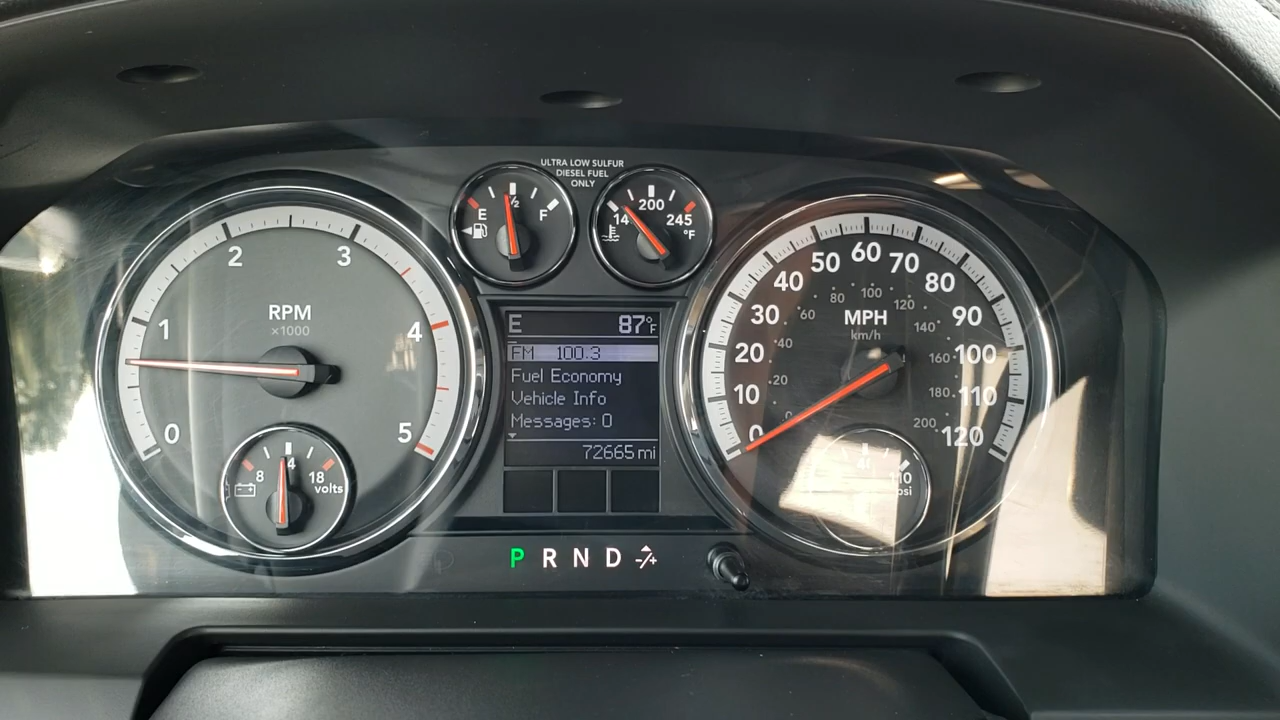 ULTRA LOW SULFUR
DIESEL FUEL
ONLY
E ½ F
200
14 245
°F
RPM
×1000
0 1 2 3 4 5
8 4 18
volts
E 87°F
FM 100.3
Fuel Economy
Vehicle Info
Messages: 0
72665 mi
P R N D -/+
MPH
km/h
0 10 20 30 40 50 60 70 80 90 100 110 120
0 20 40 60 80 100 120 140 160 180 200